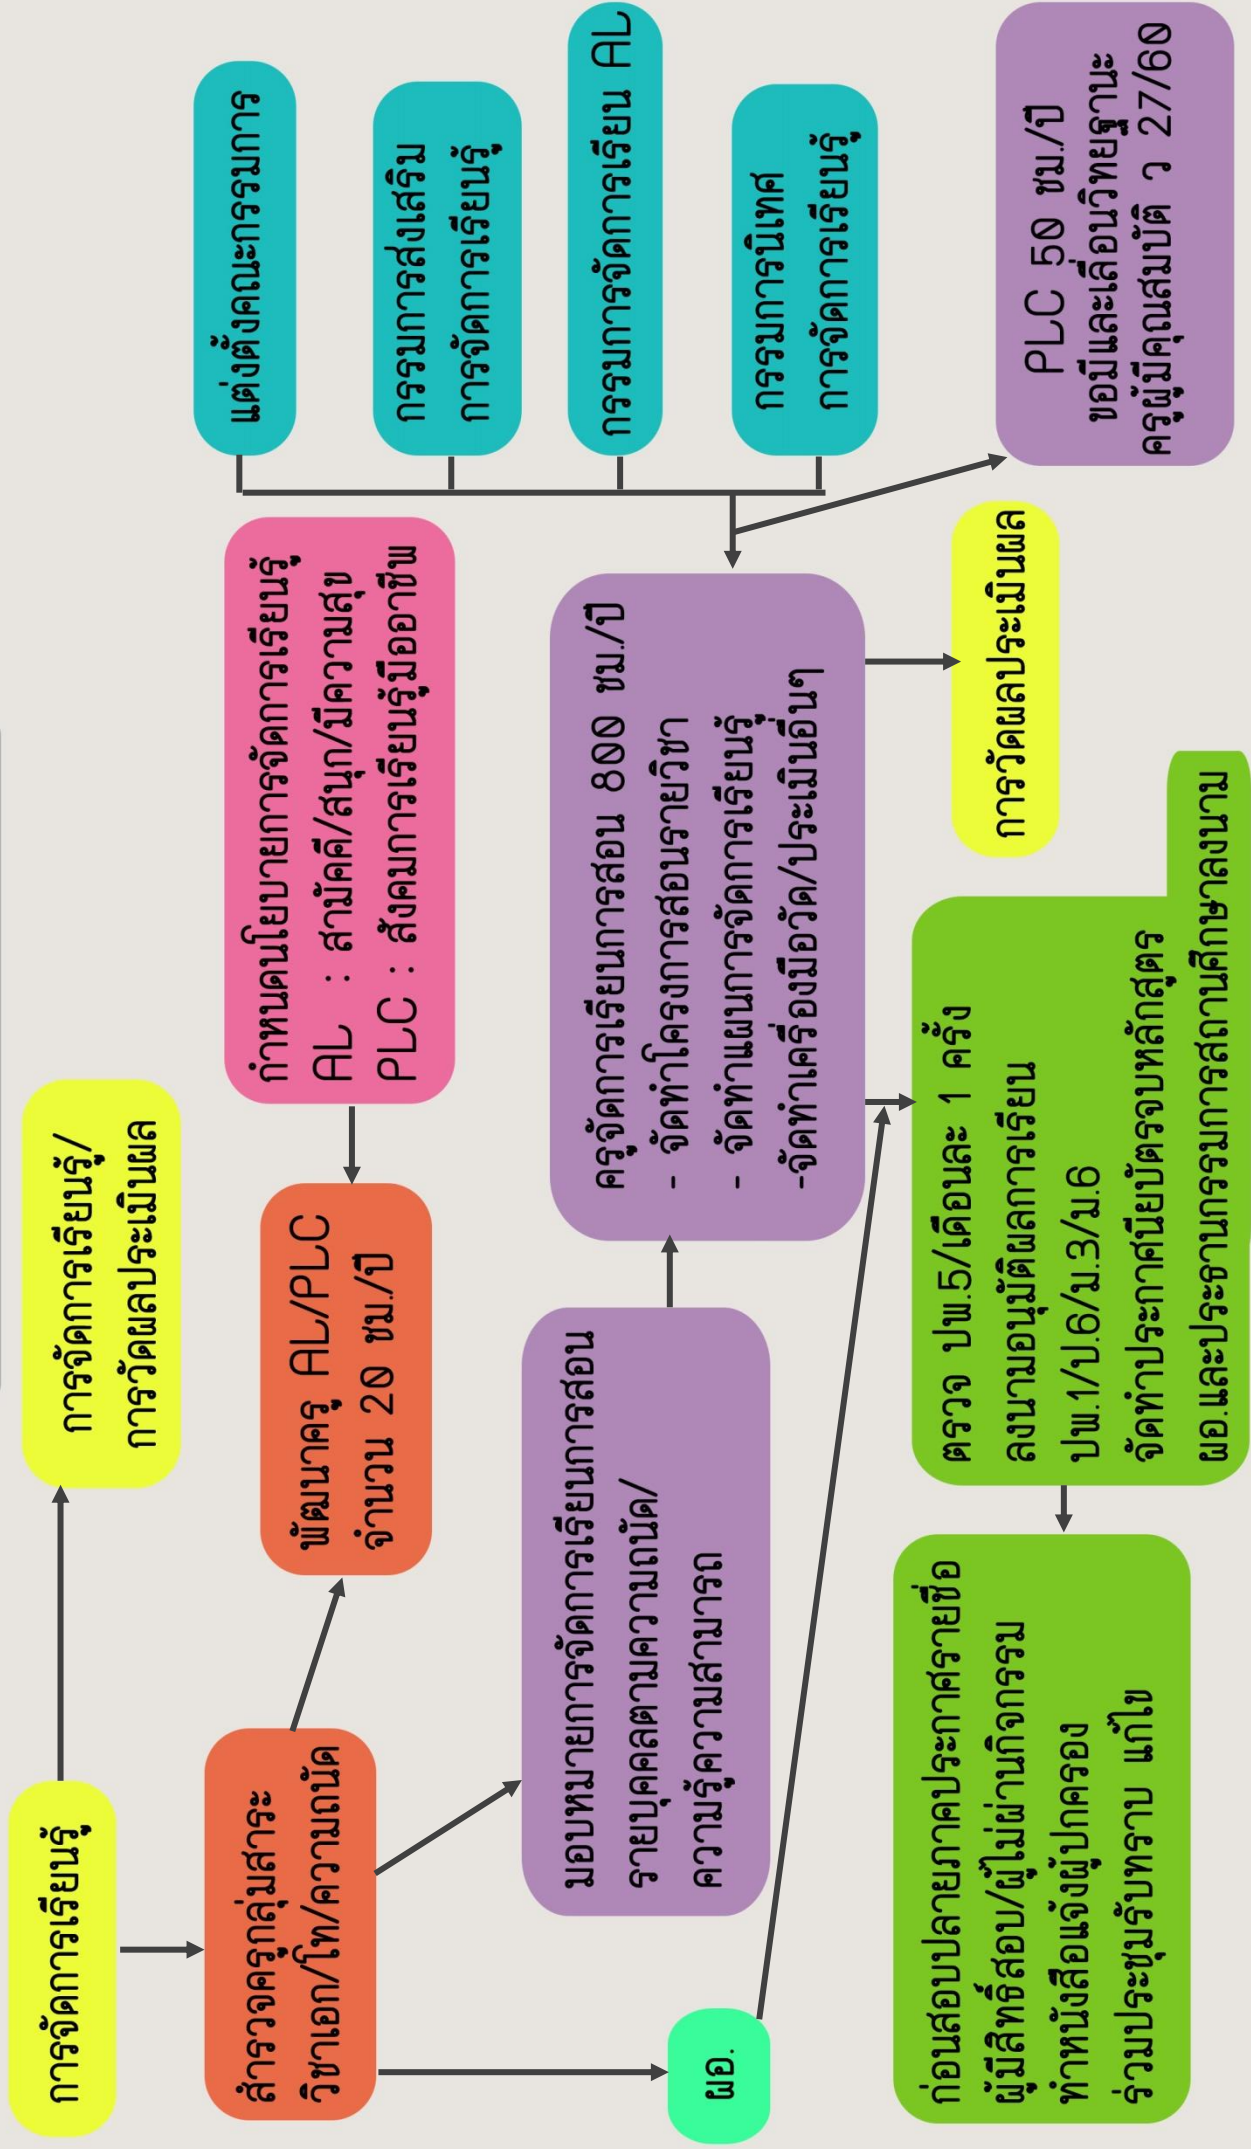 การจัดการเรียนรู้
การจัดการเรียนรู้/
การวัดผลประเมินผล
สำรวจครูกลุ่มสาระ
วิชาเอก/โท/ความถนัด
พัฒนาครู AL/PLC
จำนวน 20 ชม./ปี
กำหนดนโยบายการจัดการเรียนรู้
AL : สามัคคี/สนุก/มีความสุข
PLC : สังคมการเรียนรู้มืออาชีพ
แต่งตั้งคณะกรรมการ
กรรมการส่งเสริม
การจัดการเรียนรู้
กรรมการจัดการเรียน AL
กรรมการนิเทศ
การจัดการเรียนรู้
มอบหมายการจัดการเรียนการสอน
รายบุคคลตามความถนัด/
ความรู้ความสามารถ
ครูจัดการเรียนการสอน 800 ชม./ปี
- จัดทำโครงการสอนรายวิชา
- จัดทำแผนการจัดการเรียนรู้
-จัดทำเครื่องมือวัด/ประเมินอื่นๆ
ผอ.
PLC 50 ชม./ปี
ขอมีและเลื่อนวิทยฐานะ
ครูผู้มีคุณสมบัติ ว 27/60
การวัดผลประเมินผล
ตรวจ ปพ.5/เดือนละ 1 ครั้ง
ลงนามอนุมัติผลการเรียน
ปพ.1/ป.6/ม.3/ม.6
จัดทำประกาศนียบัตรจบหลักสูตร
ผอ.และประธานกรรมการสถานศึกษาลงนาม
ก่อนสอบปลายภาคประกาศรายชื่อ
ผู้มีสิทธิ์สอบ/ผู้ไม่ผ่านกิจกรรม
ทำหนังสือแจ้งผู้ปกครอง
ร่วมประชุมรับทราบ แก้ไข